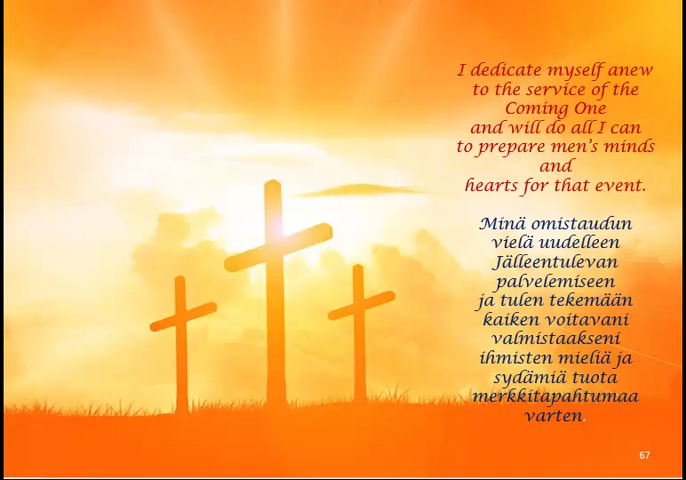 I dedicate myself anew
to the service of the
Coming One
and will do all I can
to prepare men's minds
and
hearts for that event.
Minä omistaudun
vielä uudelleen
Jälleentulevan
palvelemiseen
ja tulen tekemään
kaiken voitavani
valmistaakseni
ihmisten mieliä ja
sydämiä tuota
merkkitapahtumaa
varten.
67